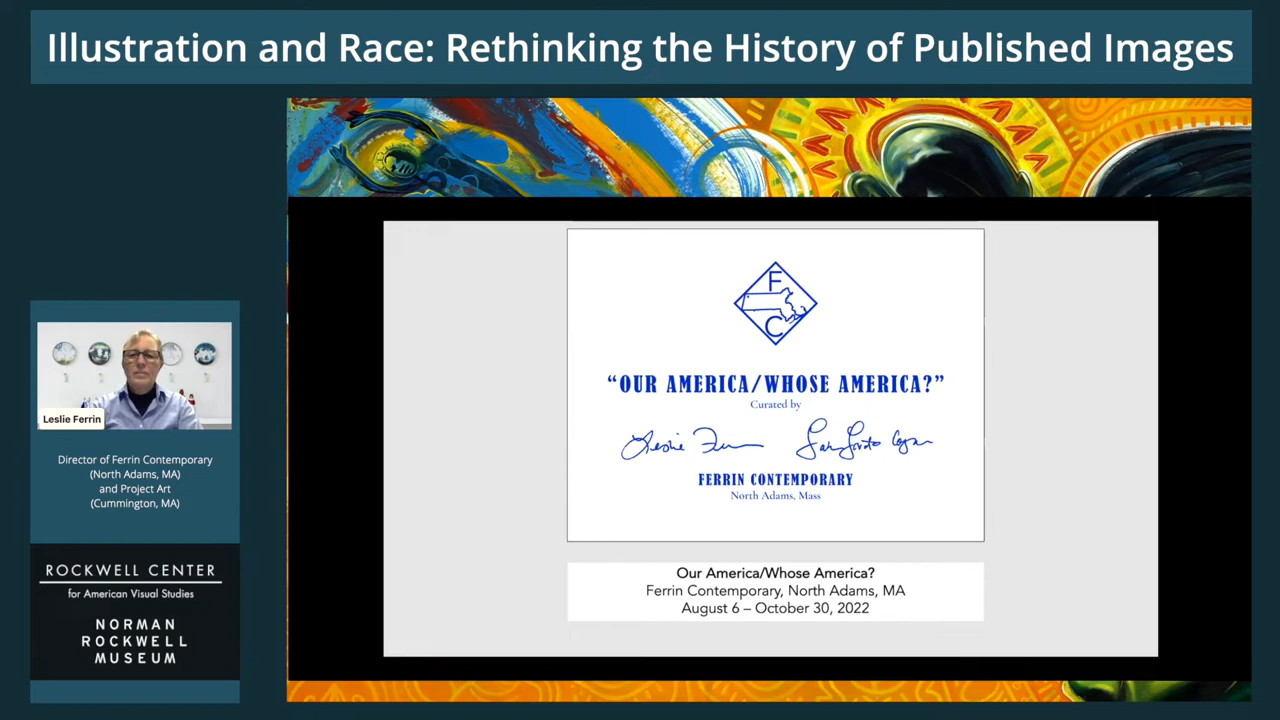 Illustration and Race: Rethinking the History of Published Images
F
C
“OUR AMERICA/WHOSE AMERICA?”
Curated by
Leslie Ferrin
FERRIN CONTEMPORARY
North Adams, Mass
Our America/Whose America?
Ferrin Contemporary, North Adams, MA
August 6 – October 30, 2022
Leslie Ferrin
Director of Ferrin Contemporary
(North Adams, MA)
and Project Art
(Cummington, MA)
ROCKWELL CENTER
for American Visual Studies
NORMAN
ROCKWELL
MUSEUM